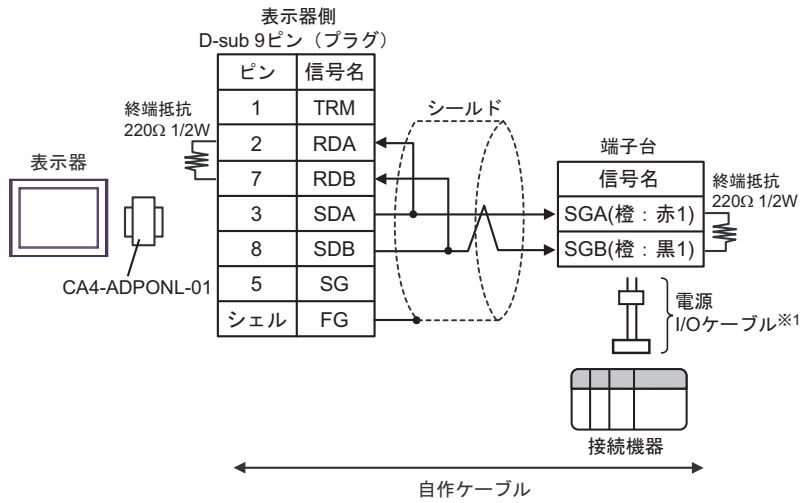 表示器側
D-sub 9ピン（プラグ）
ピン 信号名
1 TRM
2 RDA
7 RDB
3 SDA
8 SDB
5 SG
シェル FG
終端抵抗
220Ω 1/2W
表示器
CA4-ADPONL-01
シールド
端子台
信号名
SGA(橙：赤1)
SGB(橙：黒1)
終端抵抗
220Ω 1/2W
電源
I/Oケーブル※1
接続機器
自作ケーブル